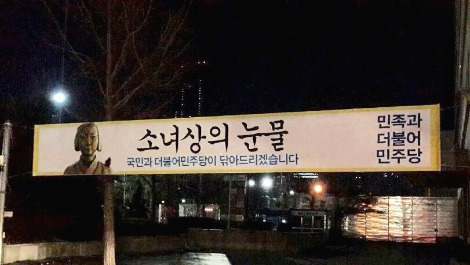 소녀상의 눈물
국민과 더불어민주당이 닦아드리겠습니다
민족과
더불어
민주당